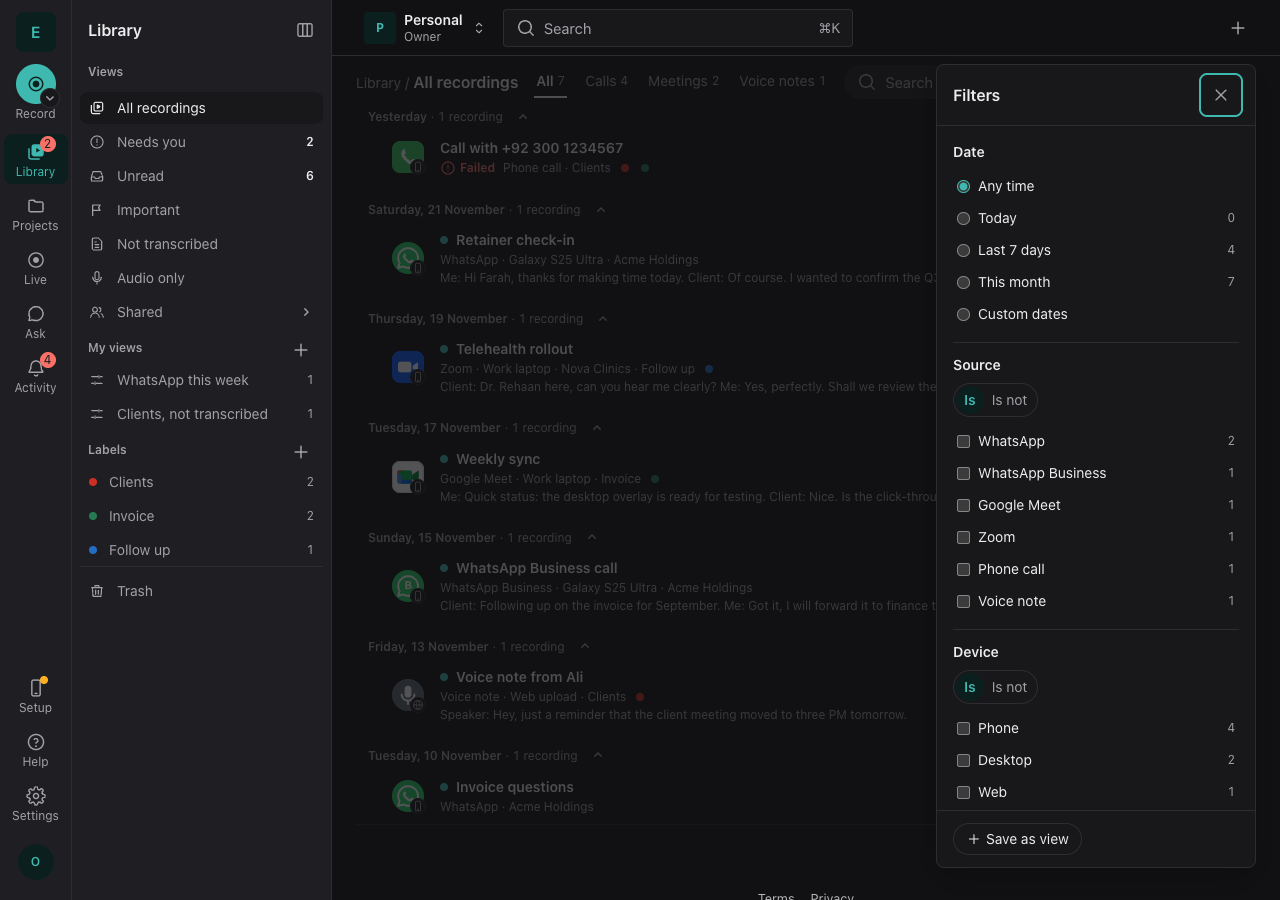 E
Record
2
Library
Projects
Live
Ask
4
Activity
Setup
Help
Settings
O
Library
Views
All recordings
Needs you 2
Unread 6
Important
Not transcribed
Audio only
Shared
My views
WhatsApp this week 1
Clients, not transcribed 1
Labels
Clients 2
Invoice 2
Follow up 1
Trash
P
Personal
Owner
Search ⌘K
Library / All recordings All 7 Calls 4 Meetings 2 Voice notes 1 Search
Yesterday · 1 recording
Call with +92 300 1234567
Failed Phone call · Clients
Saturday, 21 November · 1 recording
Retainer check-in
WhatsApp · Galaxy S25 Ultra · Acme Holdings
Me: Hi Farah, thanks for making time today. Client: Of course. I wanted to confirm the
Thursday, 19 November · 1 recording
Telehealth rollout
Zoom · Work laptop · Nova Clinics · Follow up
Client: Dr. Rehaan here, can you hear me clearly? Me: Yes, perfectly. Shall we review the
Tuesday, 17 November · 1 recording
Weekly sync
Google Meet · Work laptop · Invoice
Me: Quick status: the desktop overlay is ready for testing. Client: Nice. Is the
Sunday, 15 November · 1 recording
B
WhatsApp Business call
WhatsApp Business · Galaxy S25 Ultra · Acme Holdings
Client: Following up on the invoice for September. Me: Got it, I will forward it to finance
Friday, 13 November · 1 recording
Voice note from Ali
Voice note · Web upload · Clients
Speaker: Hey, just a reminder that the client meeting moved to three PM tomorrow.
Tuesday, 10 November · 1 recording
Invoice questions
WhatsApp · Acme Holdings
Terms Privacy
Filters
Date
Any time
Today 0
Last 7 days 4
This month 7
Custom dates
Source
Is Is not
WhatsApp 2
WhatsApp Business 1
Google Meet 1
Zoom 1
Phone call 1
Voice note 1
Device
Is Is not
Phone 4
Desktop 2
Web 1
Save as view